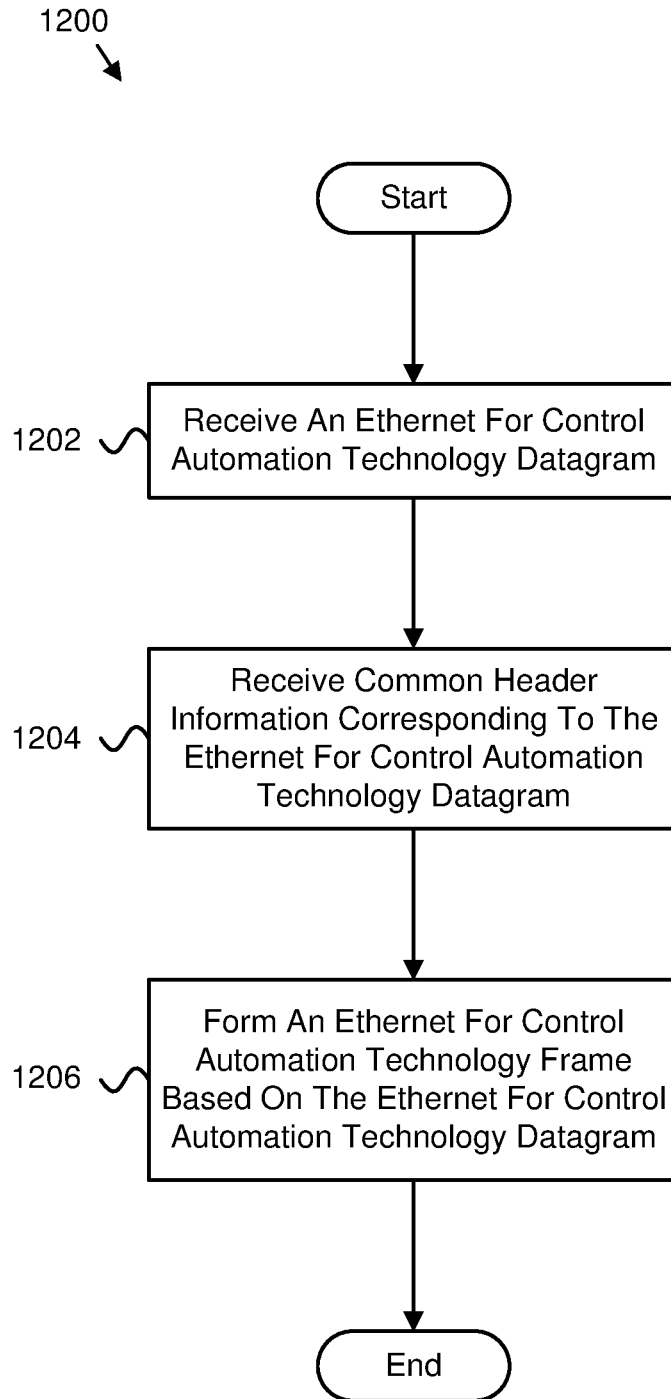 1200
Start
1202
Receive An Ethernet For Control
Automation Technology Datagram
1204
Receive Common Header
Information Corresponding To The
Ethernet For Control Automation
Technology Datagram
1206
Form An Ethernet For Control
Automation Technology Frame
Based On The Ethernet For Control
Automation Technology Datagram
End